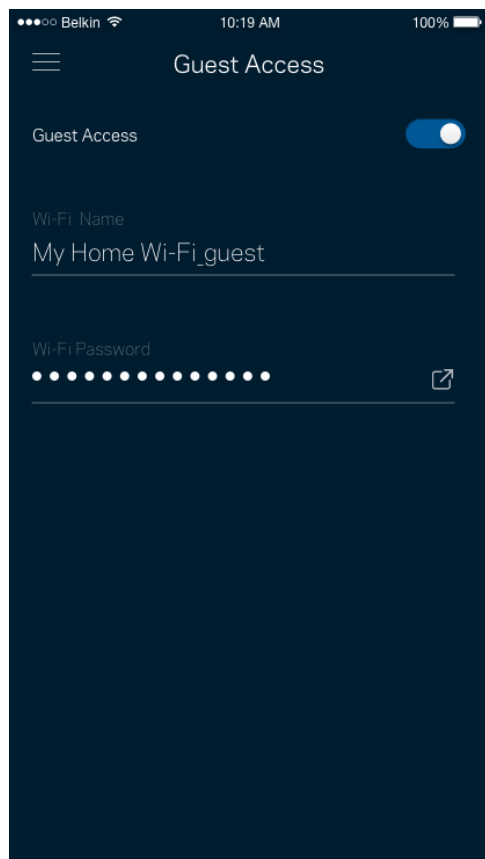 Belkin 10:19 AM 100%
Guest Access
Guest Access
Wi-Fi Name
My Home Wi-Fi_guest
Wi-Fi Password